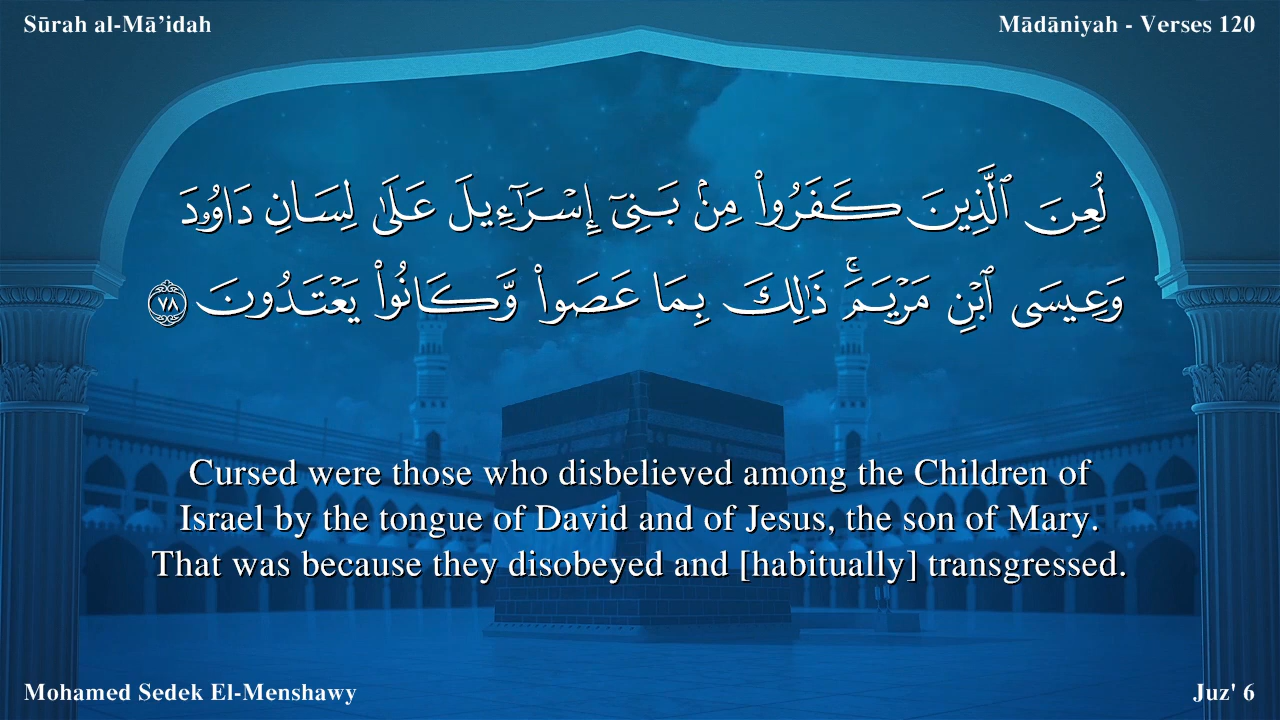 Sūrah al-Mā’idah
Mādāniyah - Verses 120
لُعِنَ ٱلَّذِينَ كَفَرُوا۟ مِنۢ بَنِىٓ إِسْرَٰٓءِيلَ عَلَىٰ لِسَانِ دَاوُۥدَ
وَعِيسَى ٱبْنِ مَرْيَمَ ۚ ذَٰلِكَ بِمَا عَصَوا۟ وَّكَانُوا۟ يَعْتَدُونَ ٧٨
Cursed were those who disbelieved among the Children of
Israel by the tongue of David and of Jesus, the son of Mary.
That was because they disobeyed and [habitually] transgressed.
Mohamed Sedek El-Menshawy
Juz' 6